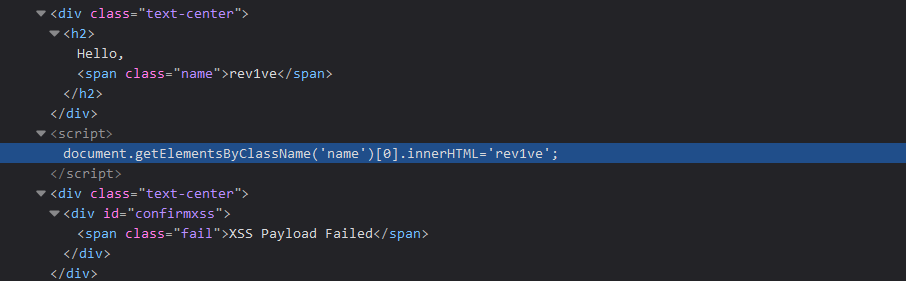 <div class="text-center">
<h2>
Hello,
<span class="name">rev1ve</span>
</h2>
</div>
<script>
document.getElementsByClassName('name')[0].innerHTML='rev1ve';
</script>
<div class="text-center">
<div id="confirmxss">
<span class="fail">XSS Payload Failed</span>
</div>
</div>